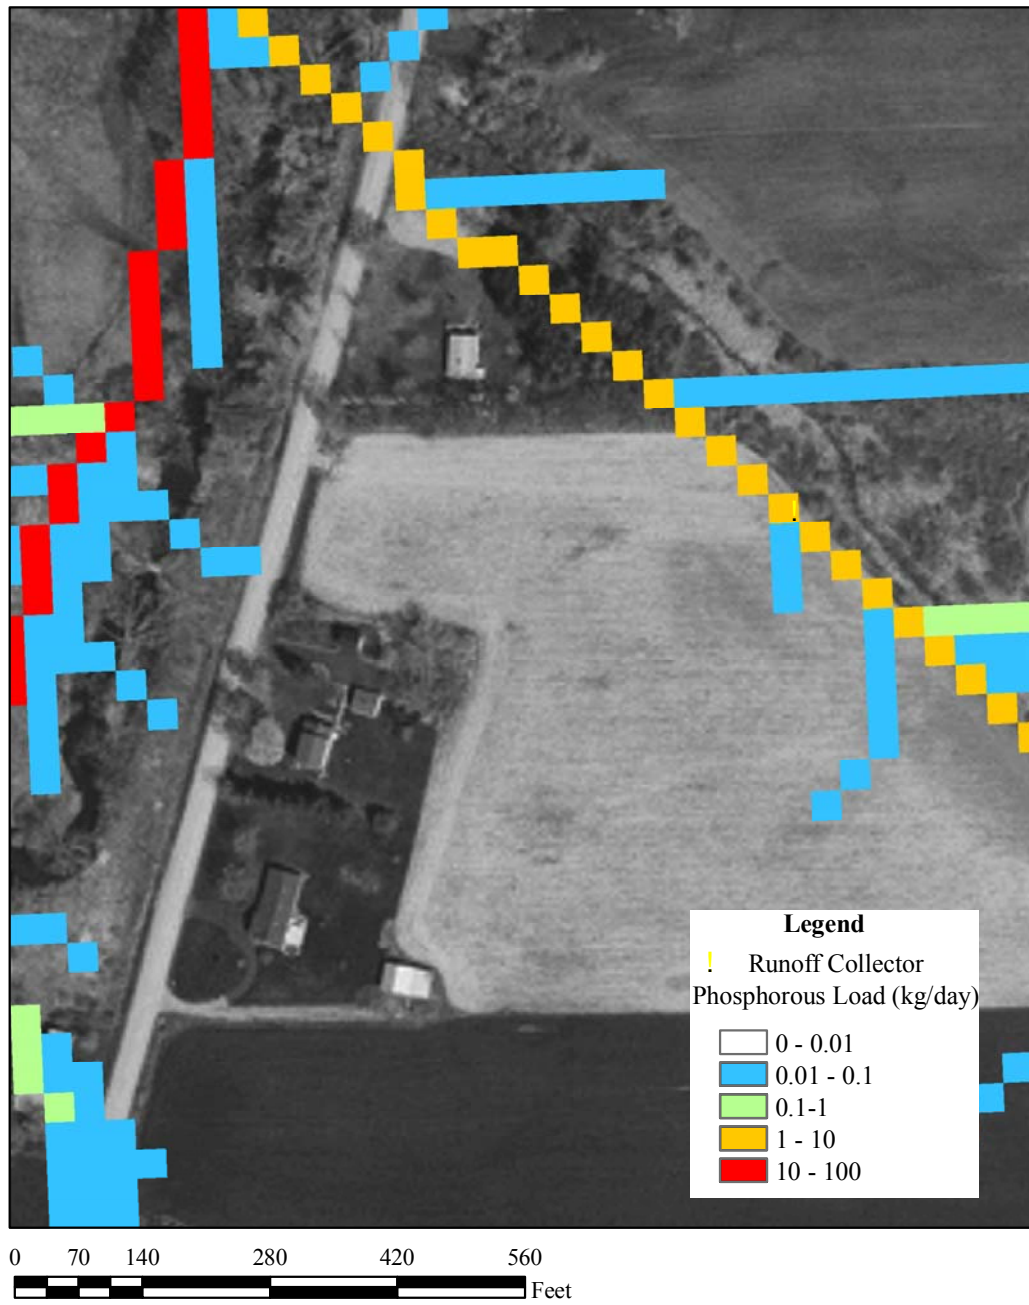 Legend
! Runoff Collector
Phosphorous Load (kg/day)
0 - 0.01
0.01 - 0.1
0.1-1
1 - 10
10 - 100
0 70 140 280 420 560
Feet